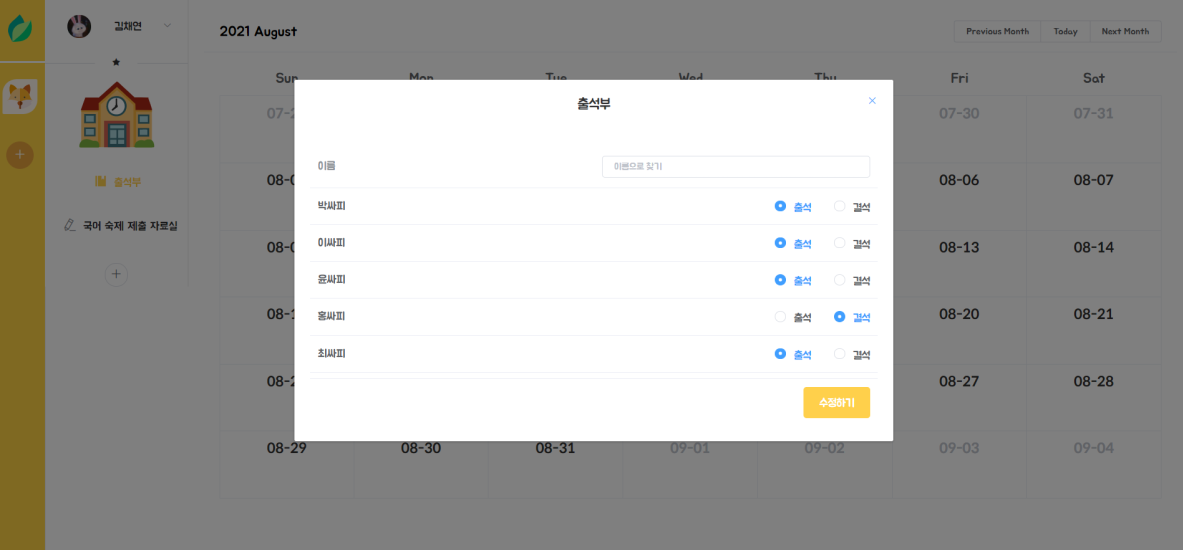 김채연
2021 August
Previous Month Today Next Month
Sun Mon Tue Wed Thu Fri Sat
출석부
07-30 07-31
이름 이름으로 찾기
출석부
08-06 08-07
박싸피 출석 결석
국어 숙제 제출 자료실
이싸피 출석 결석
08-13 08-14
윤싸피 출석 결석
홍싸피 출석 결석
08-20 08-21
최싸피 출석 결석
08-27 08-28
수정하기
08-29 08-30 08-31 09-01 09-02 09-03 09-04